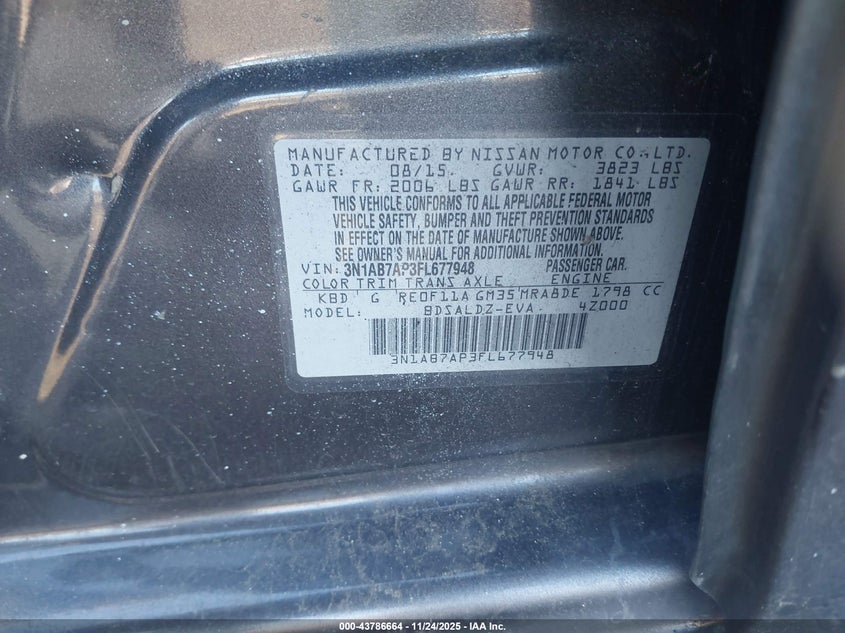 MANUFACTURED BY NISSAN MOTOR CO.,LTD.
DATE: 08/15 GVWR: 3823 LBS
GAWR FR: 2006 LBS GAWR RR: 1841 LBS
THIS VEHICLE CONFORMS TO ALL APPLICABLE FEDERAL MOTOR
VEHICLE SAFETY, BUMPER AND THEFT PREVENTION STANDARDS
IN EFFECT ON THE DATE OF MANUFACTURE SHOWN ABOVE.
SEE OWNER'S MANUAL FOR ADDITIONAL INFORMATION.
VIN: 3N1AB7AP3FL677948 PASSENGER CAR.
COLOR TRIM TRANS AXLE ENGINE
KBD G RE0F11A GM35 MRA8DE 1798 CC
MODEL: BDSALDZ-EVA- 4Z000
3N1AB7AP3FL677948
000-43786664 - 11/24/2025 - IAA Inc.